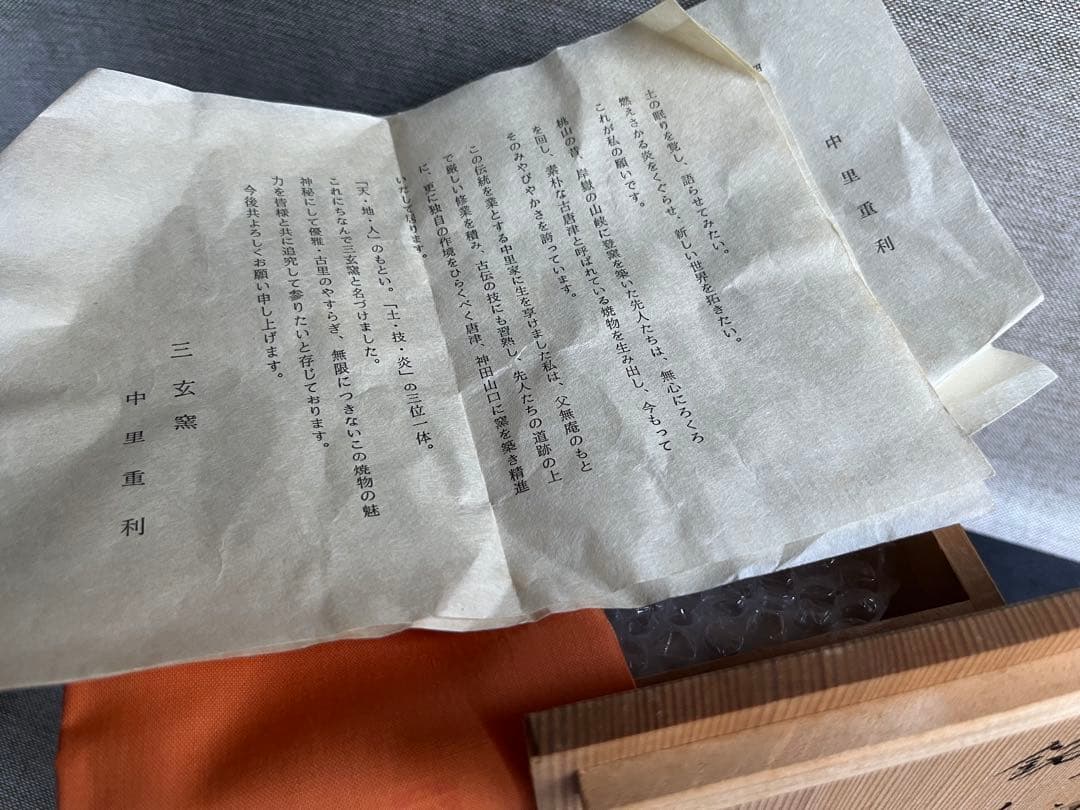 中里重利
土の眠りを覚し、語らせてみたい。
燃えさかる炎をくぐらせ、新しい世界を拓きたい。
これが私の願いです。
桃山の昔、岸嶽の山峡に登窯を築いた先人たちは、無心にろくろ
を回し、素朴な古唐津と呼ばれている焼物を生み出し、今もって
そのみやびやかさを誇っています。
この伝統を業とする中里家に生を享けました私は、父無庵のもと
で厳しい修業を積み、古伝の技にも習熟し、先人たちの道跡の上
に、更に独自の作境をひらくべく唐津、神田山口に窯を築き精進
いたしております。
「天・地・人」のもとい。「土・技・炎」の三位一体。
これにちなんで三玄窯と名づけました。
神秘にして優雅・古里のやすらぎ、無限につきないこの焼物の魅
力を皆様と共に追究して参りたいと存じております。
今後共よろしくお願い申し上げます。
三玄窯
中里重利